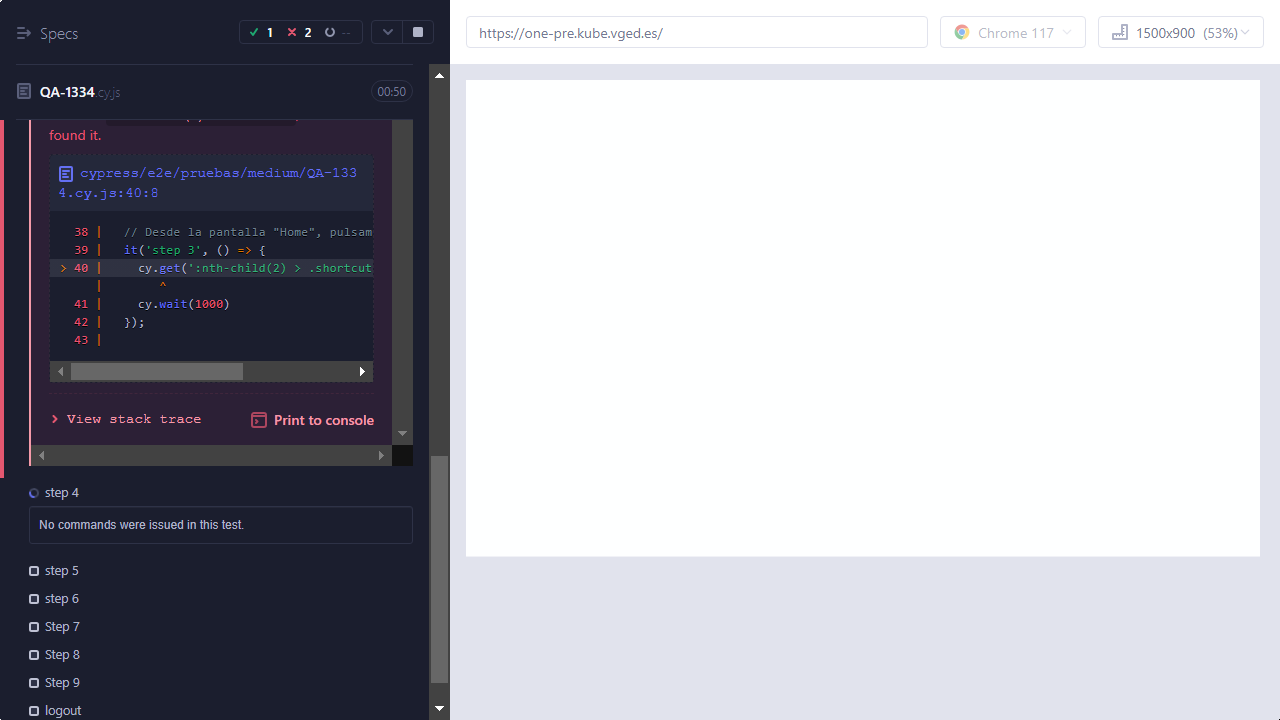 Specs
1
2
--
QA-1334.cy.js
00:50
found it.
cypress/e2e/pruebas/medium/QA-133
4.cy.js:40:8
38 | // Desde la pantalla "Home", pulsam
39 | it('step 3', () => {
> 40 | cy.get(':nth-child(2) > .shortcut
| ^
41 | cy.wait(1000)
42 | });
43 |
View stack trace
Print to console
step 4
No commands were issued in this test.
step 5
step 6
Step 7
Step 8
Step 9
logout
https://one-pre.kube.vged.es/
Chrome 117
1500x900 (53%)